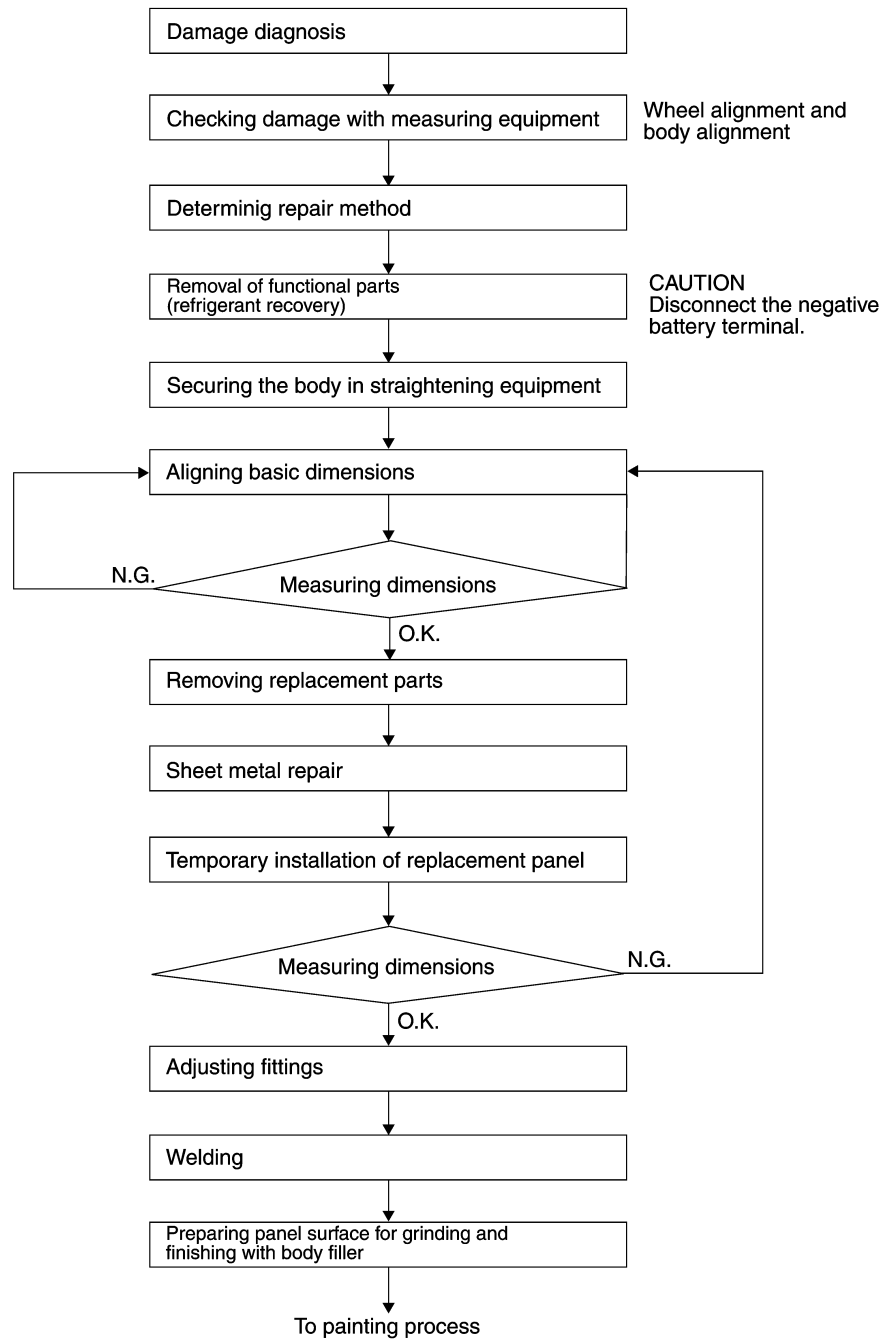 Damage diagnosis
Checking damage with measuring equipment
Wheel alignment and
body alignment
Determinig repair method
Removal of functional parts
(refrigerant recovery)
CAUTION
Disconnect the negative
battery terminal.
Securing the body in straightening equipment
Aligning basic dimensions
N.G.
Measuring dimensions
O.K.
Removing replacement parts
Sheet metal repair
Temporary installation of replacement panel
Measuring dimensions
N.G.
O.K.
Adjusting fittings
Welding
Preparing panel surface for grinding and
finishing with body filler
To painting process